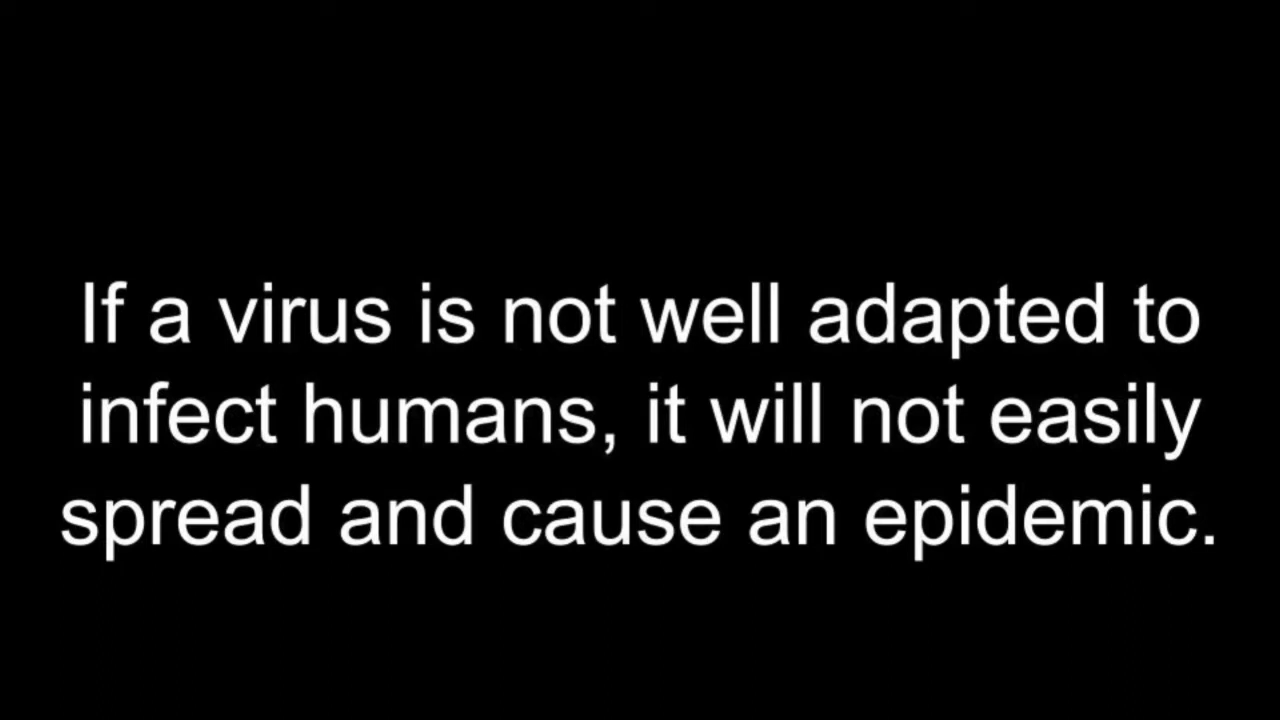 If a virus is not well adapted to
infect humans, it will not easily
spread and cause an epidemic.